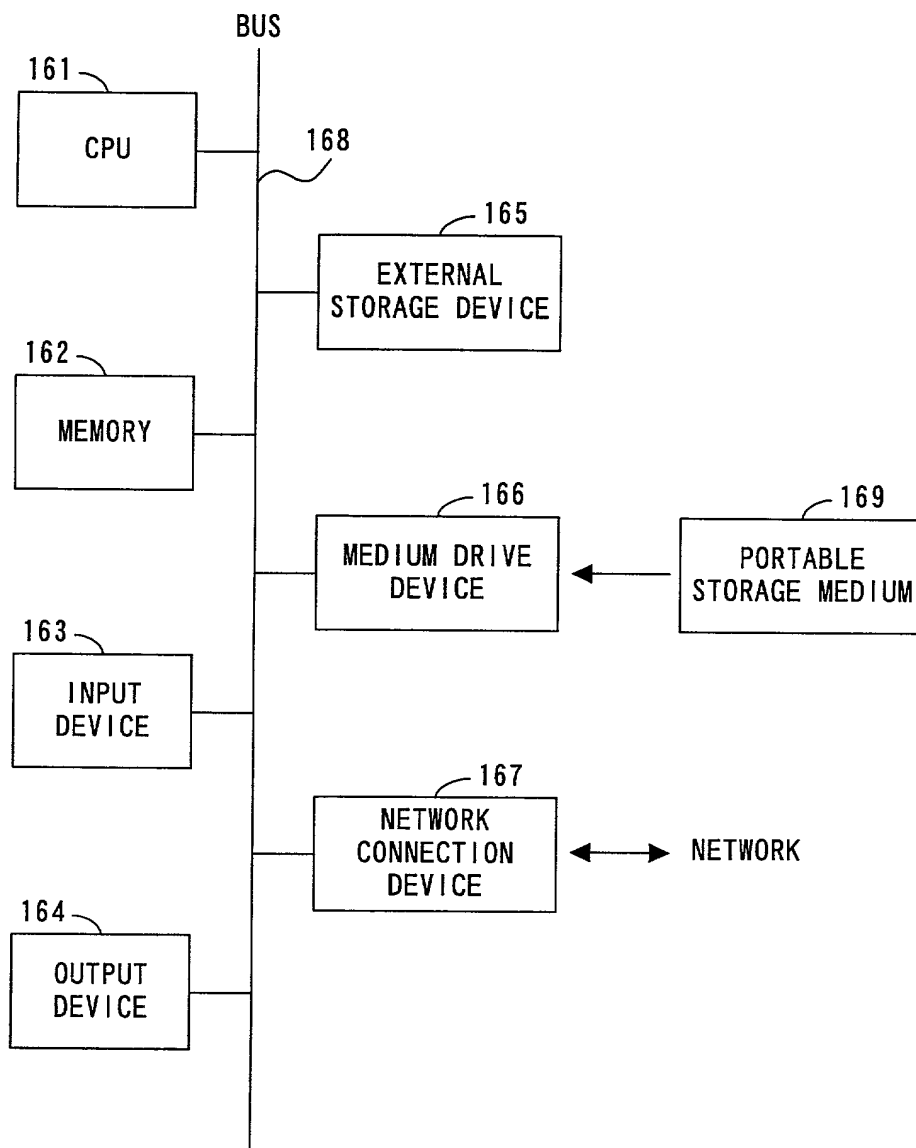 BUS
161
CPU
168
165
EXTERNAL
STORAGE DEVICE
162
MEMORY
166
MEDIUM DRIVE
DEVICE
169
PORTABLE
STORAGE MEDIUM
163
INPUT
DEVICE
167
NETWORK
CONNECTION
DEVICE
NETWORK
164
OUTPUT
DEVICE